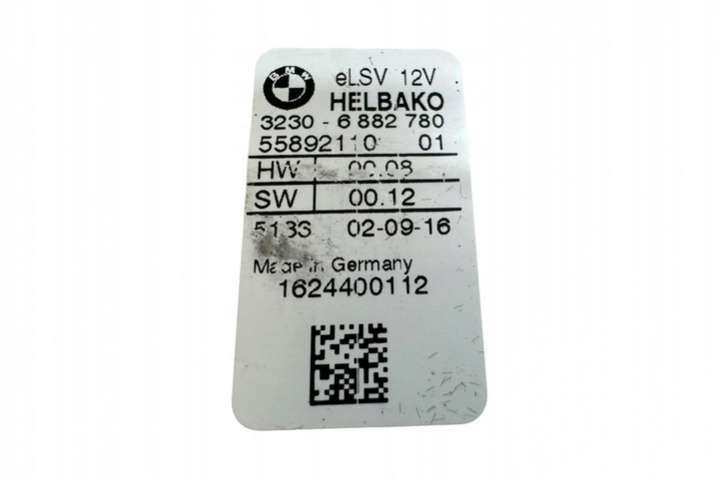 BMW eLSV 12V
HELBAKO
3230 - 6 882 780
55892110 01
HW 00.08
SW 00.12
5133 02-09-16
Made in Germany
1624400112